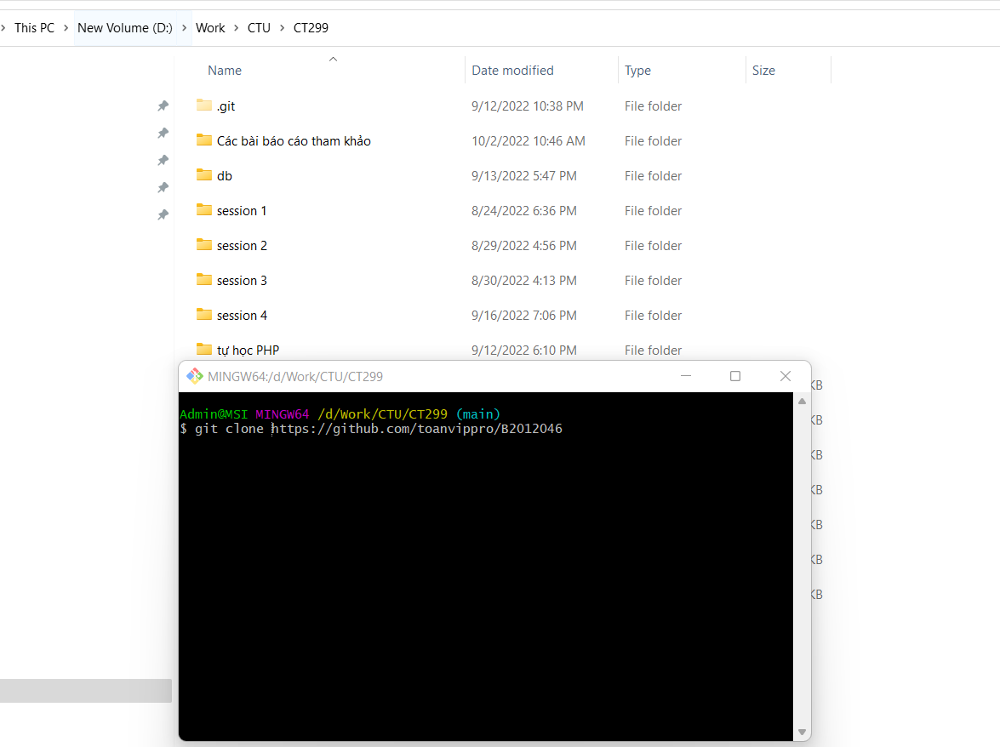 This PC > New Volume (D:) > Work > CTU > CT299
Name Date modified Type Size
.git 9/12/2022 10:38 PM File folder
Các bài báo cáo tham khảo 10/2/2022 10:46 AM File folder
db 9/13/2022 5:47 PM File folder
session 1 8/24/2022 6:36 PM File folder
session 2 8/29/2022 4:56 PM File folder
session 3 8/30/2022 4:13 PM File folder
session 4 9/16/2022 7:06 PM File folder
tự học PHP 9/12/2022 6:10 PM File folder
MINGW64:/d/Work/CTU/CT299
KB
Admin@MSI MINGW64 /d/Work/CTU/CT299 (main)
KB
$ git clone https://github.com/toanvippro/B2012046
KB
KB
KB
KB
KB